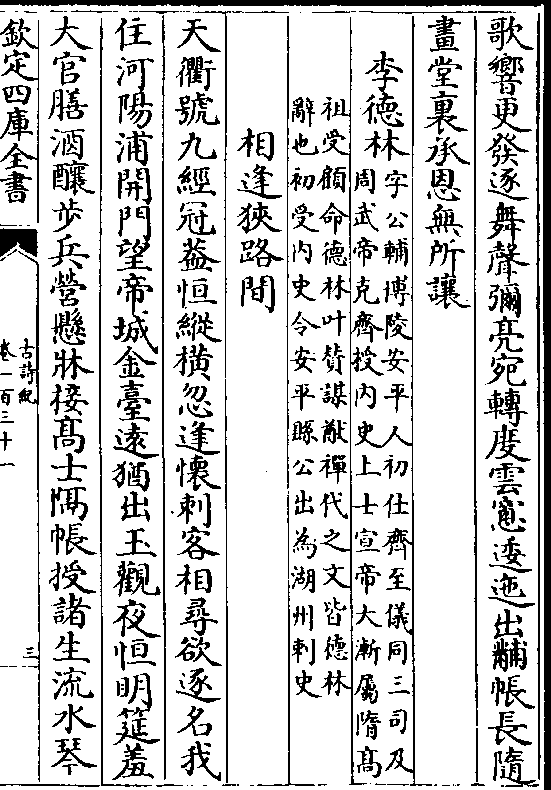 歌響更發逐舞聲彌亮宛轉度雲窻逶迤出黼帳長隨
畫堂裏承恩無所讓
李德林
字公輔博陵安平人初仕齊至儀同三司及
周武帝克齊授內史上士宣帝大漸屬隋髙
祖受顧命德林叶賛謀猷禪代之文皆德林
辭也初受內史令安平縣公出為湖州刺史
相逢狹路間
天衢號九經冠葢恒縱橫忽逢懷刺客相尋欲逐名我
住河陽浦開門望帝城金臺逺猶出玉觀夜恒明筵羞
大官膳酒釀步兵營懸牀接髙士隔帳授諸生流水琴
欽定四庫全書
古詩紀
卷一百三十一
三